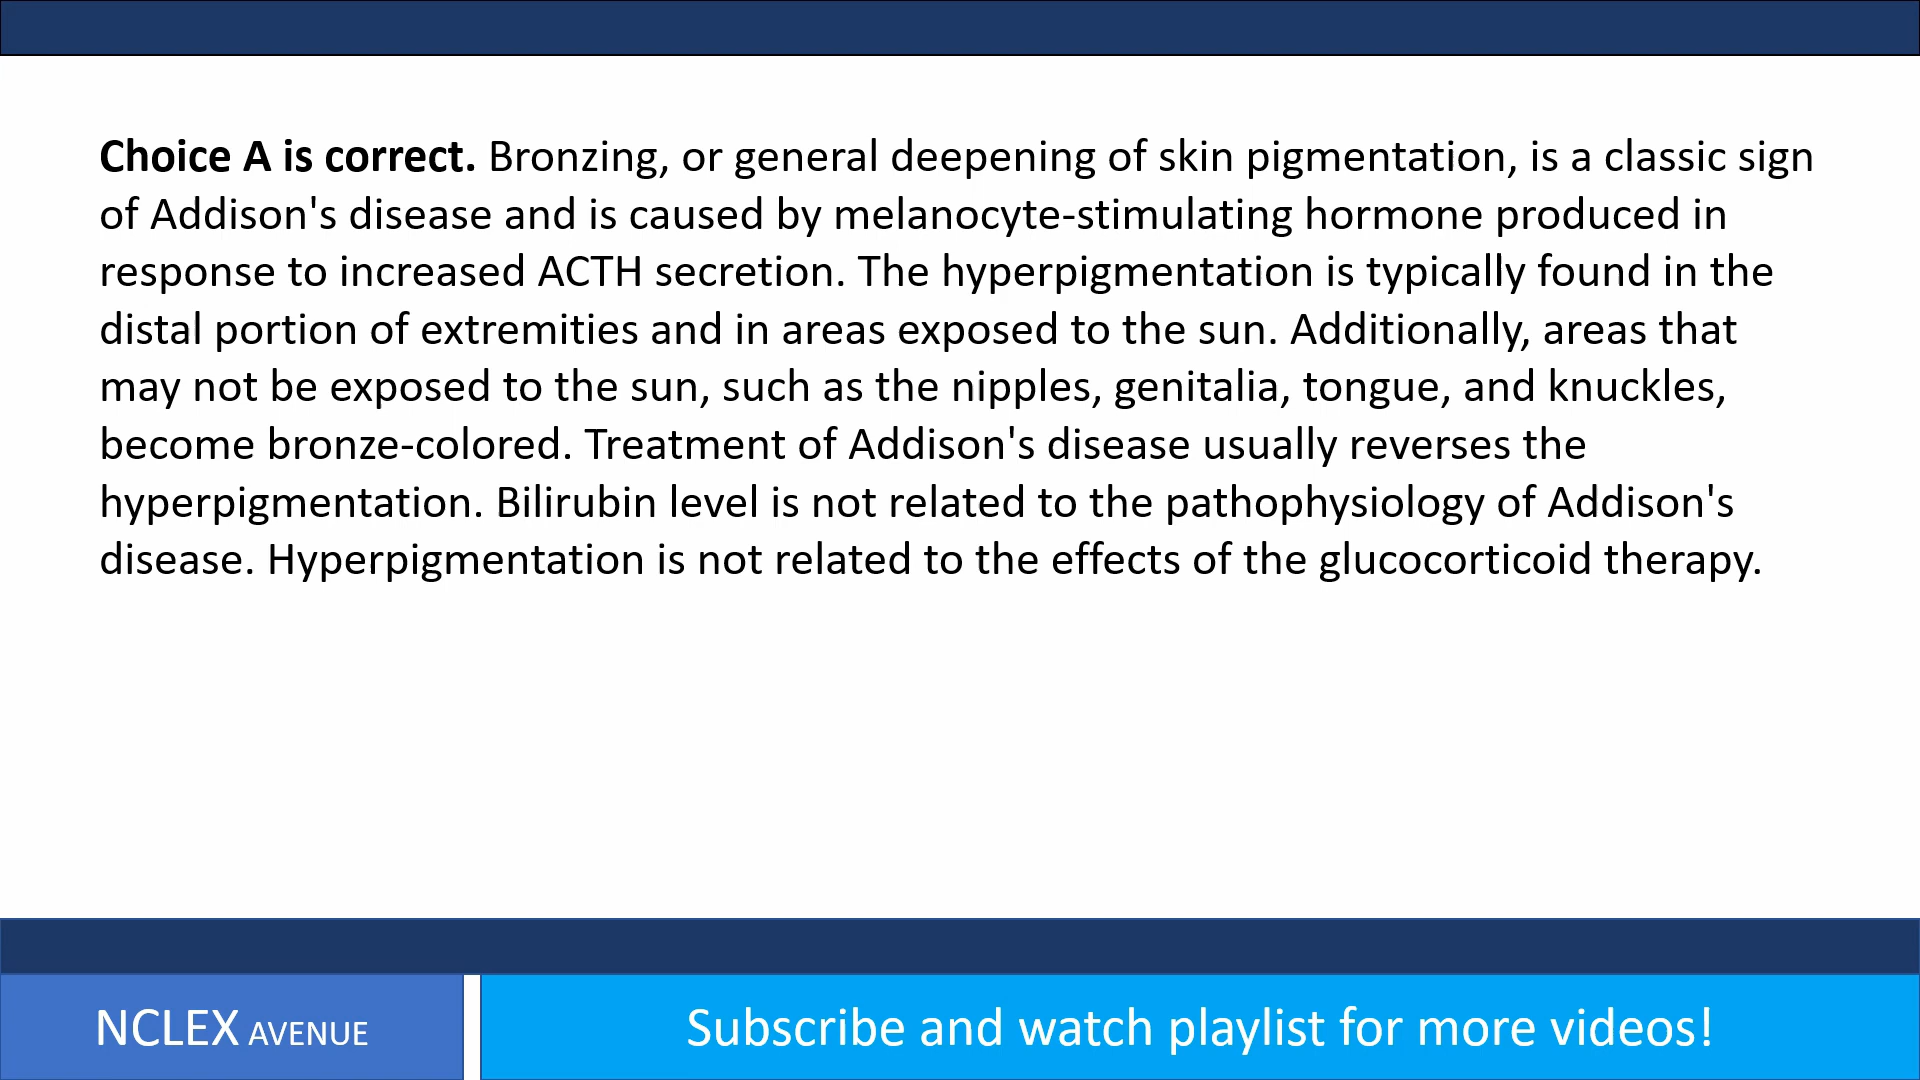 Choice A is correct. Bronzing, or general deepening of skin pigmentation, is a classic sign
of Addison's disease and is caused by melanocyte-stimulating hormone produced in
response to increased ACTH secretion. The hyperpigmentation is typically found in the
distal portion of extremities and in areas exposed to the sun. Additionally, areas that
may not be exposed to the sun, such as the nipples, genitalia, tongue, and knuckles,
become bronze-colored. Treatment of Addison's disease usually reverses the
hyperpigmentation. Bilirubin level is not related to the pathophysiology of Addison's
disease. Hyperpigmentation is not related to the effects of the glucocorticoid therapy.
NCLEX AVENUE
Subscribe and watch playlist for more videos!